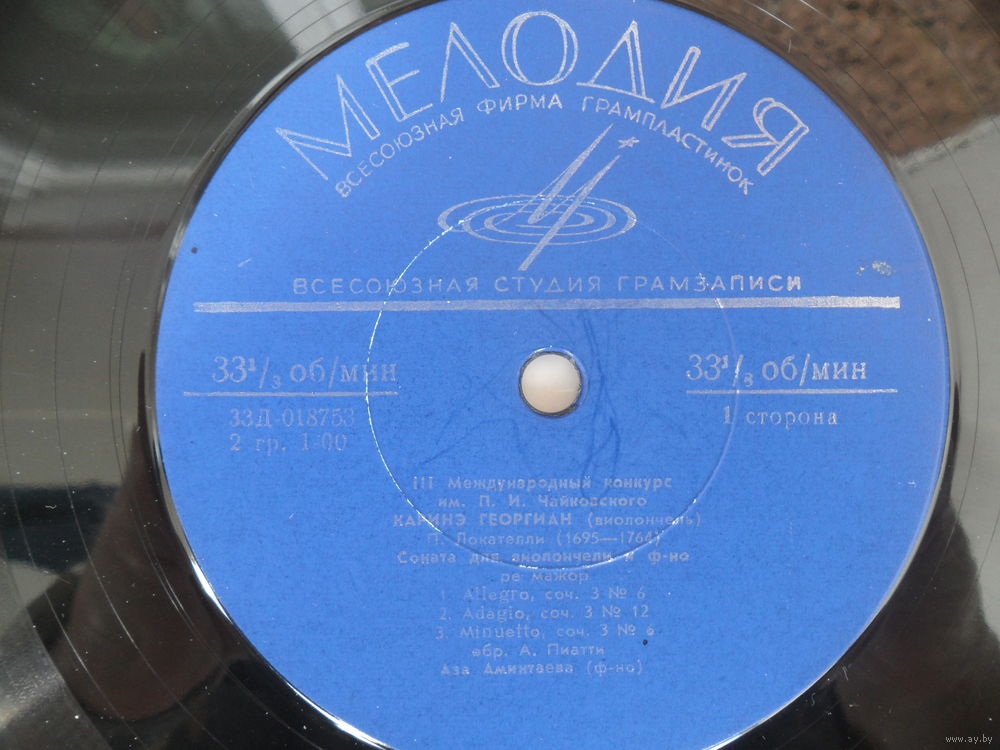 МЕЛОДИЯ
ВСЕСОЮЗНАЯ ФИРМА ГРАМПЛАСТИНОК
ВСЕСОЮЗНАЯ СТУДИЯ ГРАМЗАПИСИ
33¹/₃ об/мин
33Д-018753
2 гр. 1-00
33¹/₃ об/мин
1 сторона
III Международный конкурс
им. П. И. Чайковского
КАРИНЭ ГЕОРГИАН (виолончель)
П. Локателли (1695—1764)
Соната для виолончели и ф-но
ре мажор
1. Allegro, соч. 3 № 6
2. Adagio, соч. 3 № 12
3. Minuetto, соч. 3 № 6
обр. А. Пиатти
Аза Аминтаева (ф-но)
www.ay.by